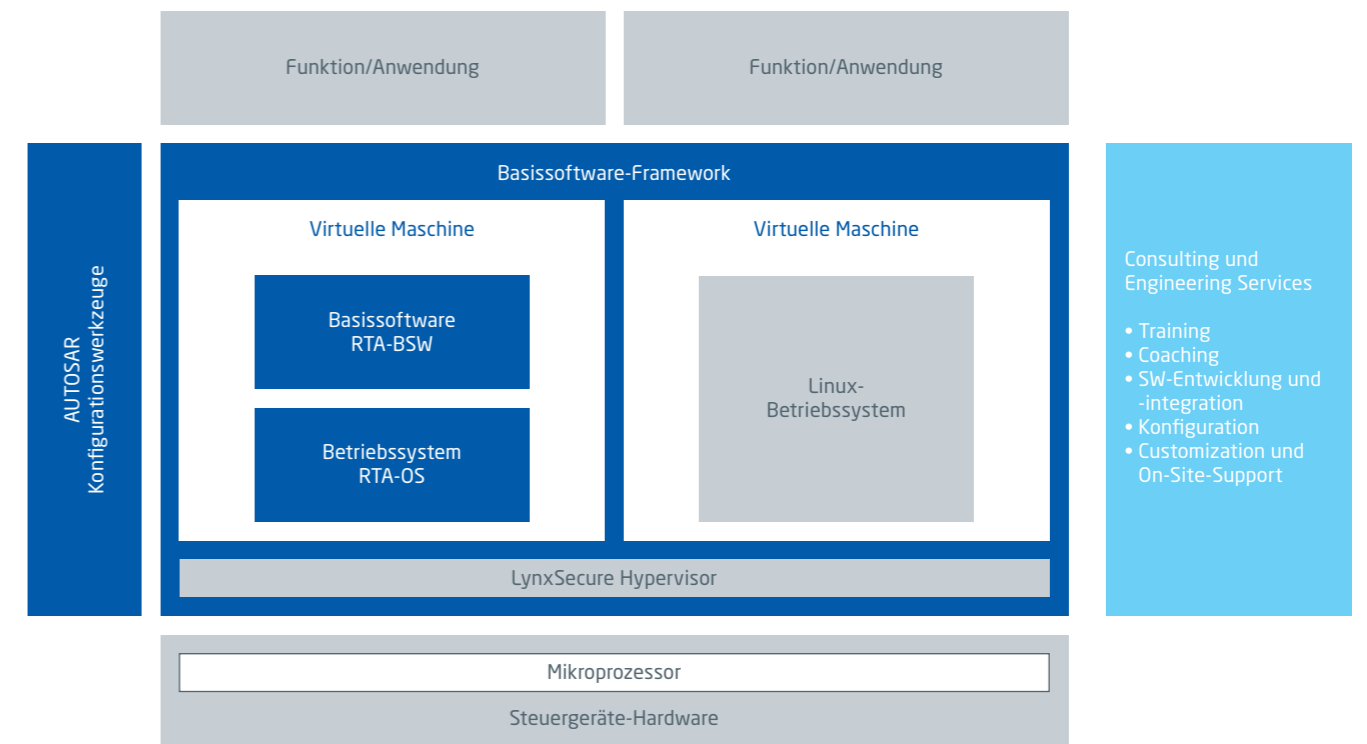 Funktion/Anwendung
Funktion/Anwendung
AUTOSAR
Konfigurationswerkzeuge
Basissoftware-Framework
Virtuelle Maschine
Basissoftware
RTA-BSW
Betriebssystem
RTA-OS
Virtuelle Maschine
Linux-
Betriebssystem
LynxSecure Hypervisor
Mikroprozessor
Steuergeräte-Hardware
Consulting und
Engineering Services
• Training
• Coaching
• SW-Entwicklung und
-integration
• Konfiguration
• Customization und
On-Site-Support